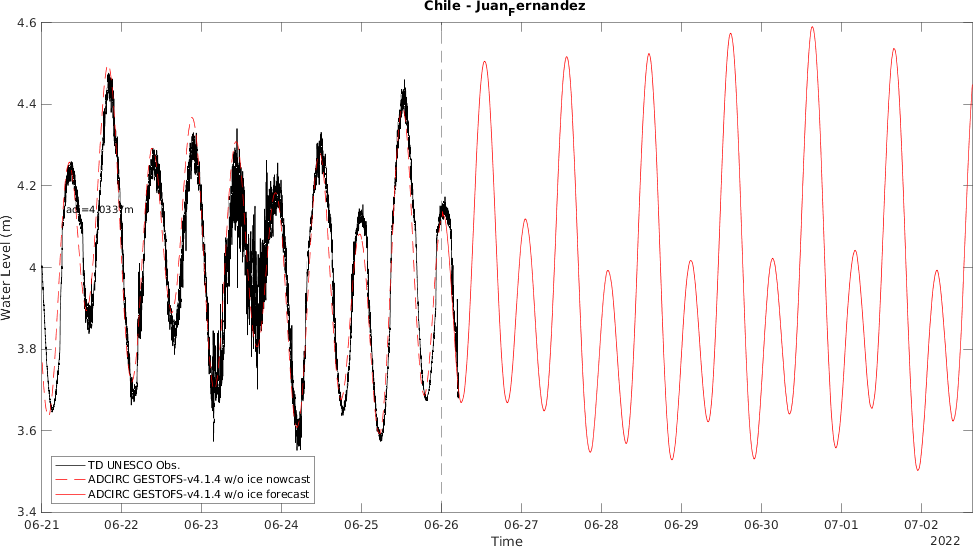 Chile - JuanFernandez
4.6
4.4
4.2
4
3.8
3.6
3.4
Water Level (m)
adj=4.0337m
TD UNESCO Obs.
ADCIRC GESTOFS-v4.1.4 w/o ice nowcast
ADCIRC GESTOFS-v4.1.4 w/o ice forecast
06-21 06-22 06-23 06-24 06-25 06-26 06-27 06-28 06-29 06-30 07-01 07-02
Time
2022